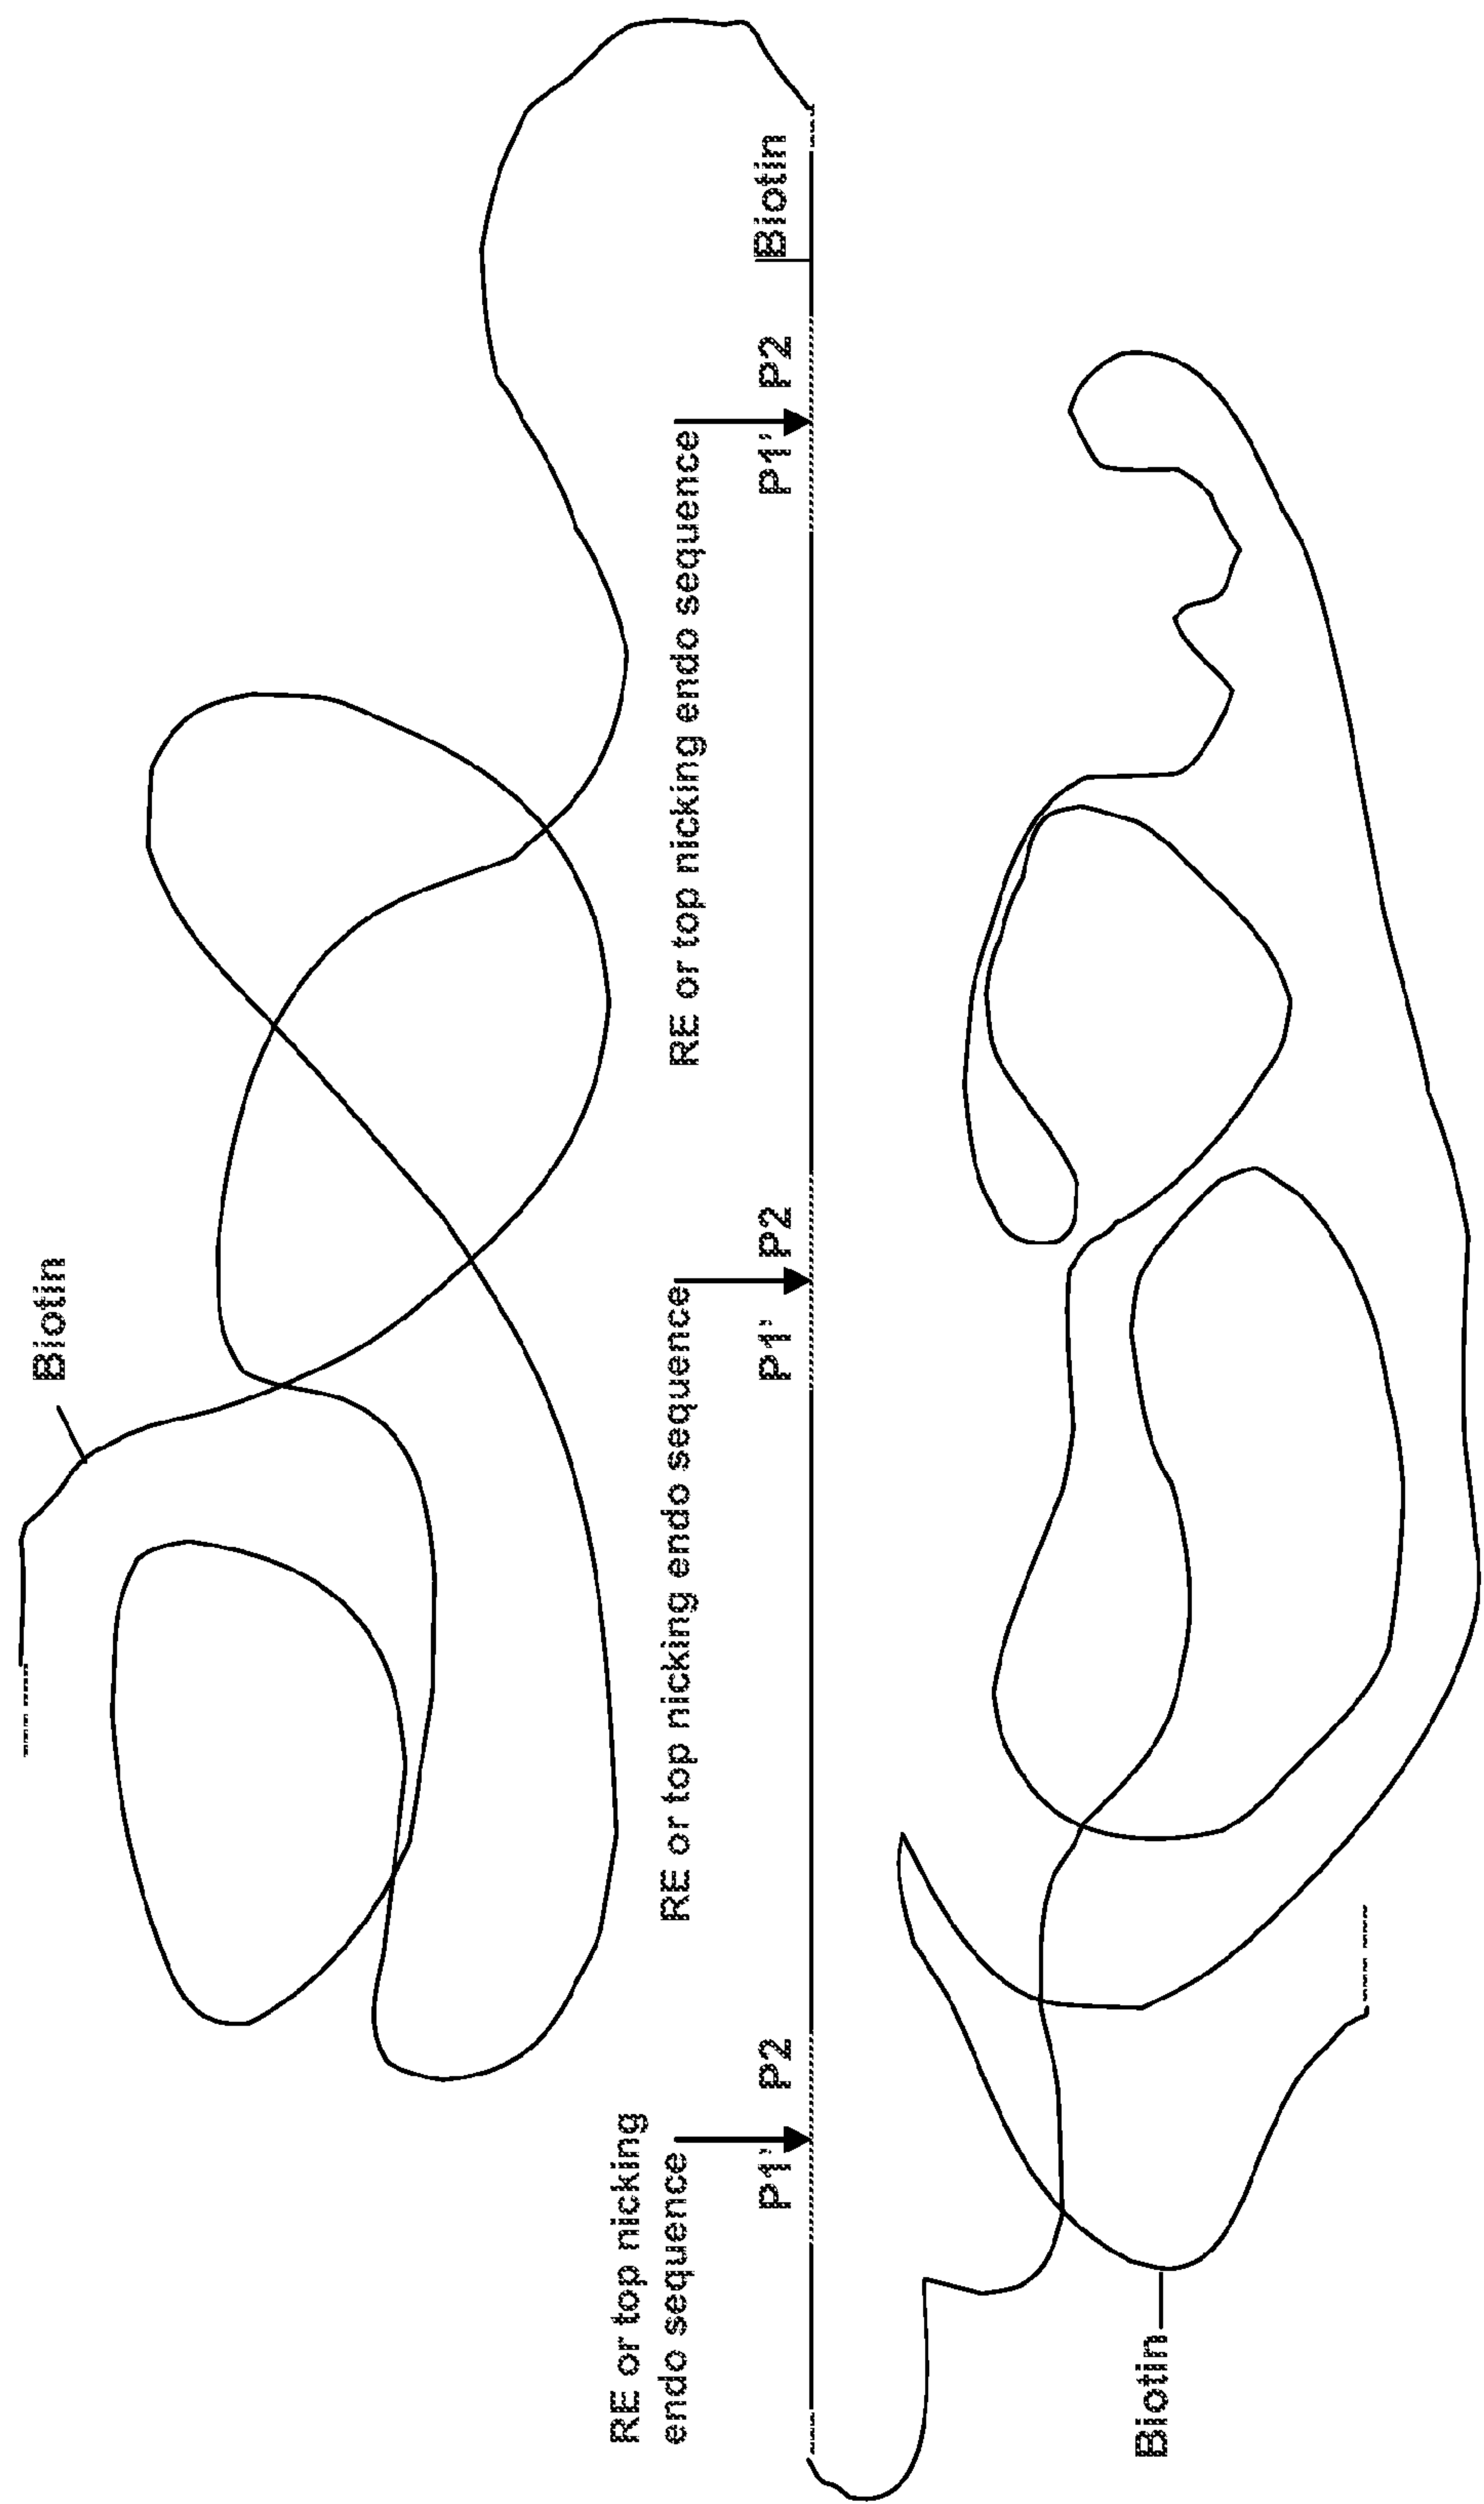 Biotin
RE or top nicking
endo sequence
RE or top nicking endo sequence
RE or top nicking endo sequence
P1' P2
P1' P2
P1' P2
Biotin
Biotin